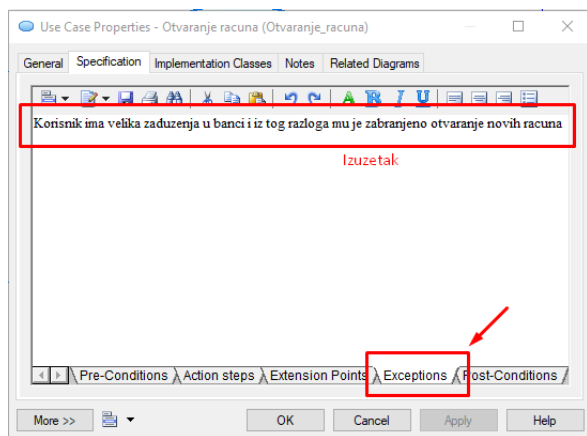 Use Case Properties - Otvaranje racuna (Otvaranje_racuna)
General Specification Implementation Classes Notes Related Diagrams
A B I U
Korisnik ima velika zaduzenja u banci i iz tog razloga mu je zabranjeno otvaranje novih racuna
Izuzetak
Pre-Conditions Action steps Extension Points Exceptions Post-Conditions
More >> OK Cancel Apply Help